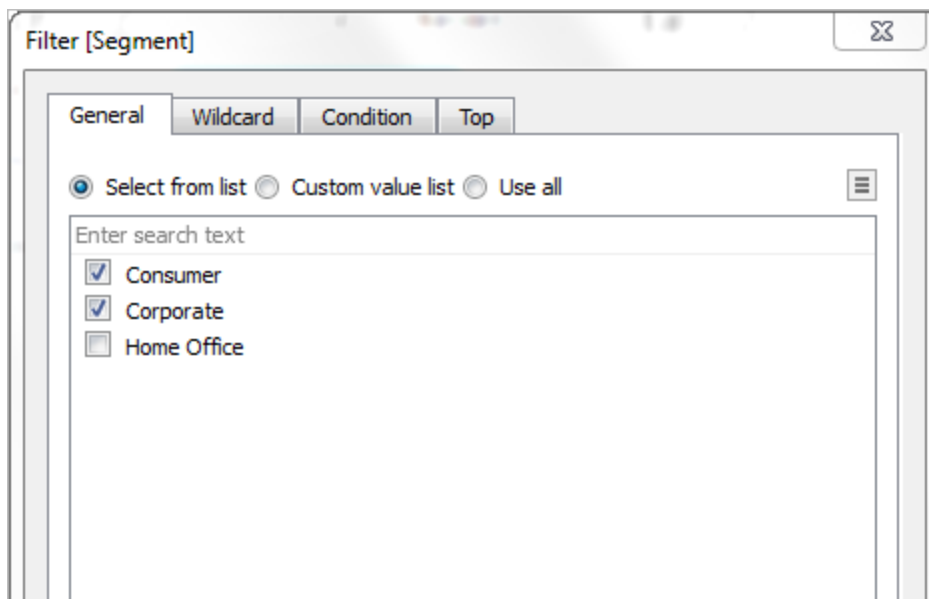 Filter [Segment]
General Wildcard Condition Top
Select from list Custom value list Use all
Enter search text
Consumer
Corporate
Home Office